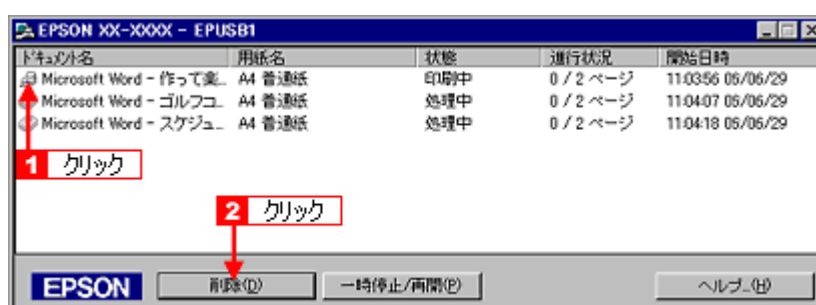 EPSON XX-XXXX - EPUSB1
ドキュメント名 用紙名 状態 進行状況 開始日時
Microsoft Word - 作って楽... A4 普通紙 印刷中 0 / 2 ページ 11:03:56 05/06/29
Microsoft Word - ゴルフコ... A4 普通紙 処理中 0 / 2 ページ 11:04:07 05/06/29
Microsoft Word - スケジュ... A4 普通紙 処理中 0 / 2 ページ 11:04:18 05/06/29
1 クリック
2 クリック
EPSON 削除(D) 一時停止/再開(P) ヘルプ...(H)